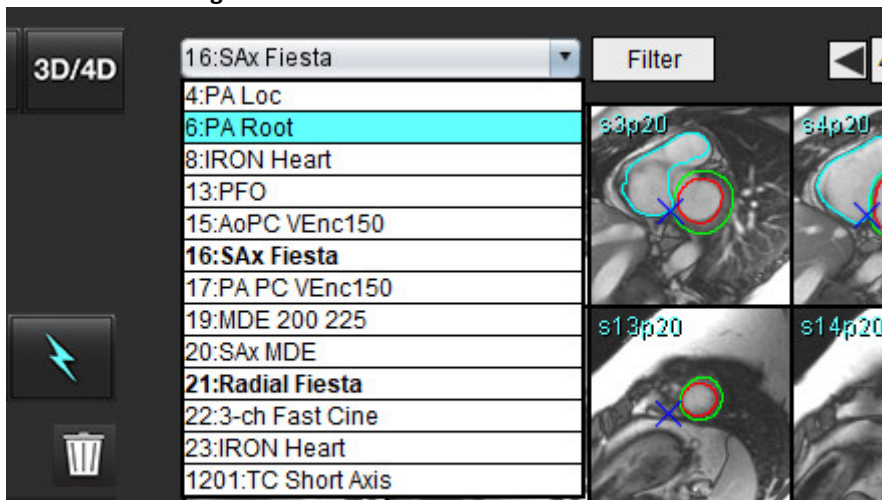 3D/4D
16:SAx Fiesta
Filter
4:PA Loc
6:PA Root
8:IRON Heart
13:PFO
15:AoPC VEnc150
16:SAx Fiesta
17:PA PC VEnc150
19:MDE 200 225
20:SAx MDE
21:Radial Fiesta
22:3-ch Fast Cine
23:IRON Heart
1201:TC Short Axis
s3p20
s4p20
s13p20
s14p20